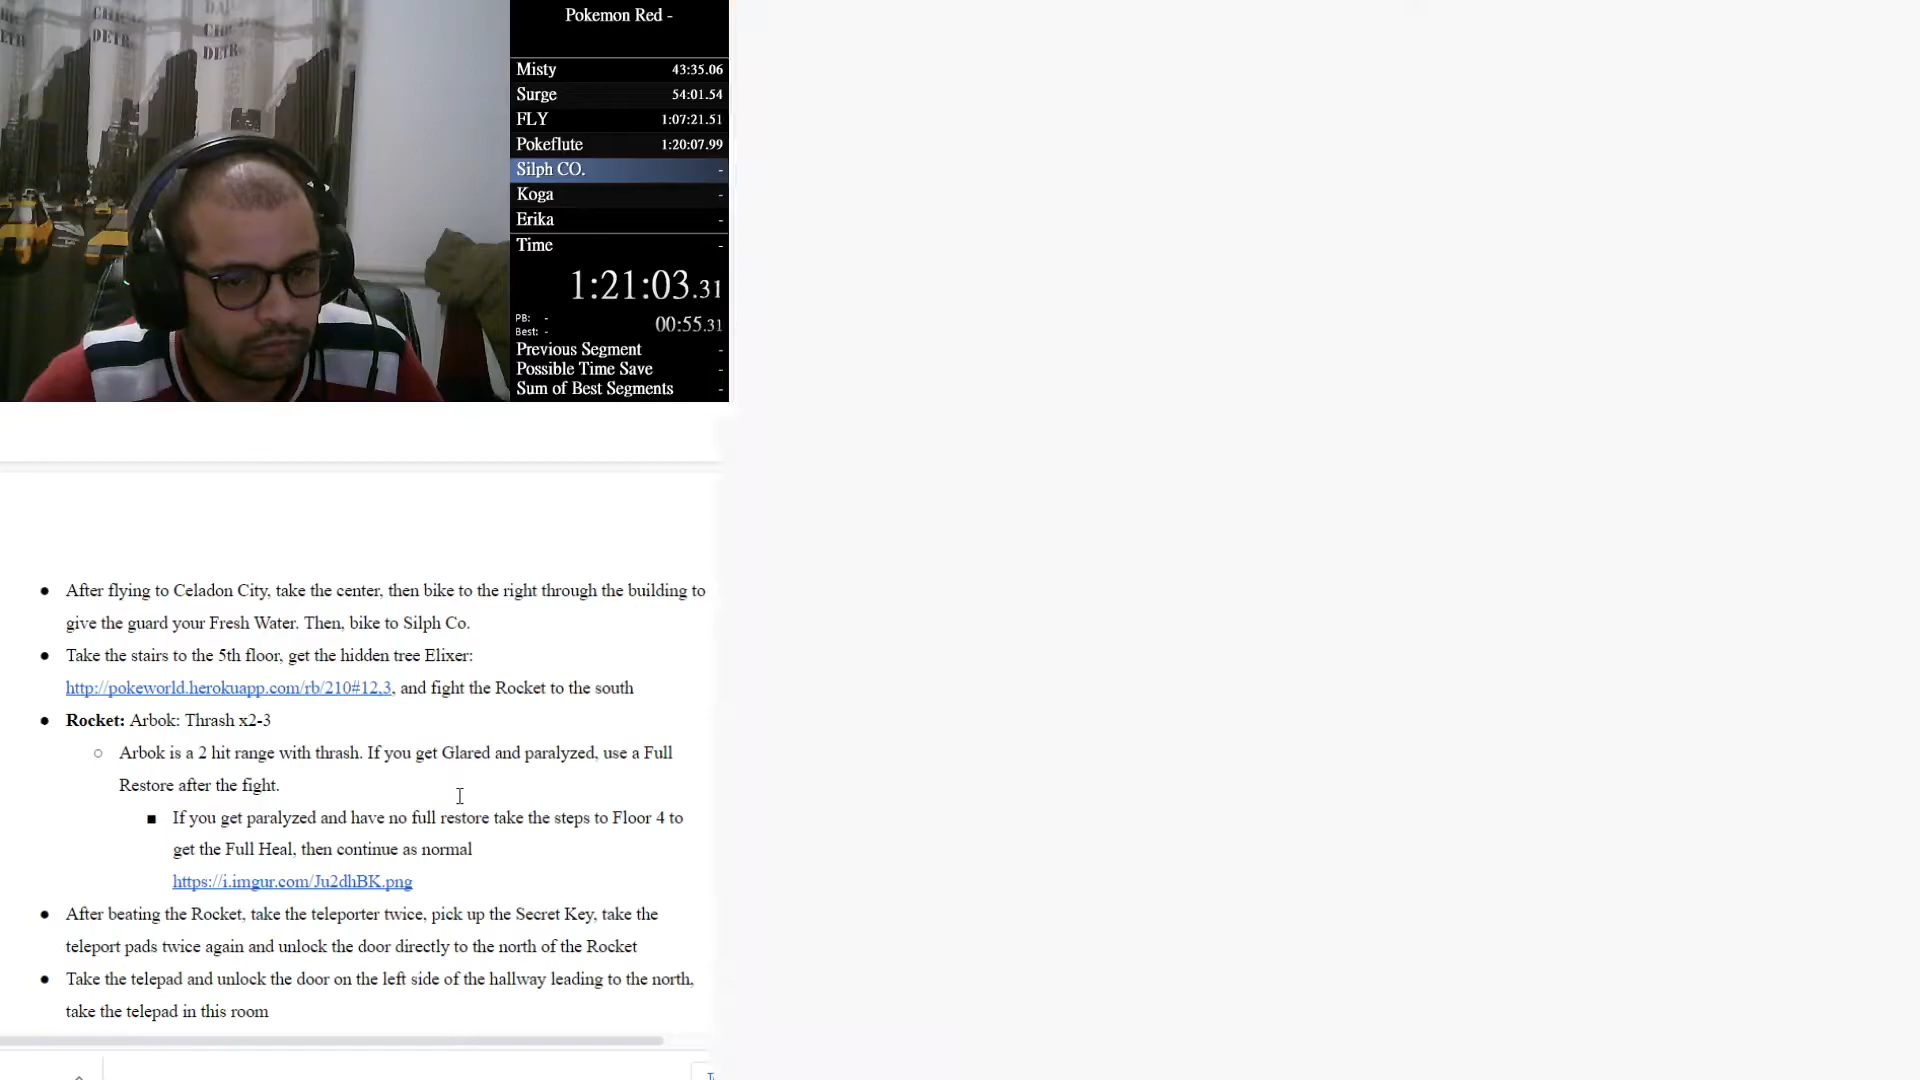 CHIC
DETR
DETR
Pokemon Red -
Misty 43:35.06
Surge 54:01.54
FLY 1:07:21.51
Pokeflute 1:20:07.99
Silph CO. -
Koga -
Erika -
Time -
1:21:03.31
PB: -
Best: -
00:55.31
Previous Segment -
Possible Time Save -
Sum of Best Segments -
● After flying to Celadon City, take the center, then bike to the right through the building to
give the guard your Fresh Water. Then, bike to Silph Co.
● Take the stairs to the 5th floor, get the hidden tree Elixer:
http://pokeworld.herokuapp.com/rb/210#12,3, and fight the Rocket to the south
● Rocket: Arbok: Thrash x2-3
○ Arbok is a 2 hit range with thrash. If you get Glared and paralyzed, use a Full
Restore after the fight.
■ If you get paralyzed and have no full restore take the steps to Floor 4 to
get the Full Heal, then continue as normal
https://i.imgur.com/Ju2dhBK.png
● After beating the Rocket, take the teleporter twice, pick up the Secret Key, take the
teleport pads twice again and unlock the door directly to the north of the Rocket
● Take the telepad and unlock the door on the left side of the hallway leading to the north,
take the telepad in this room